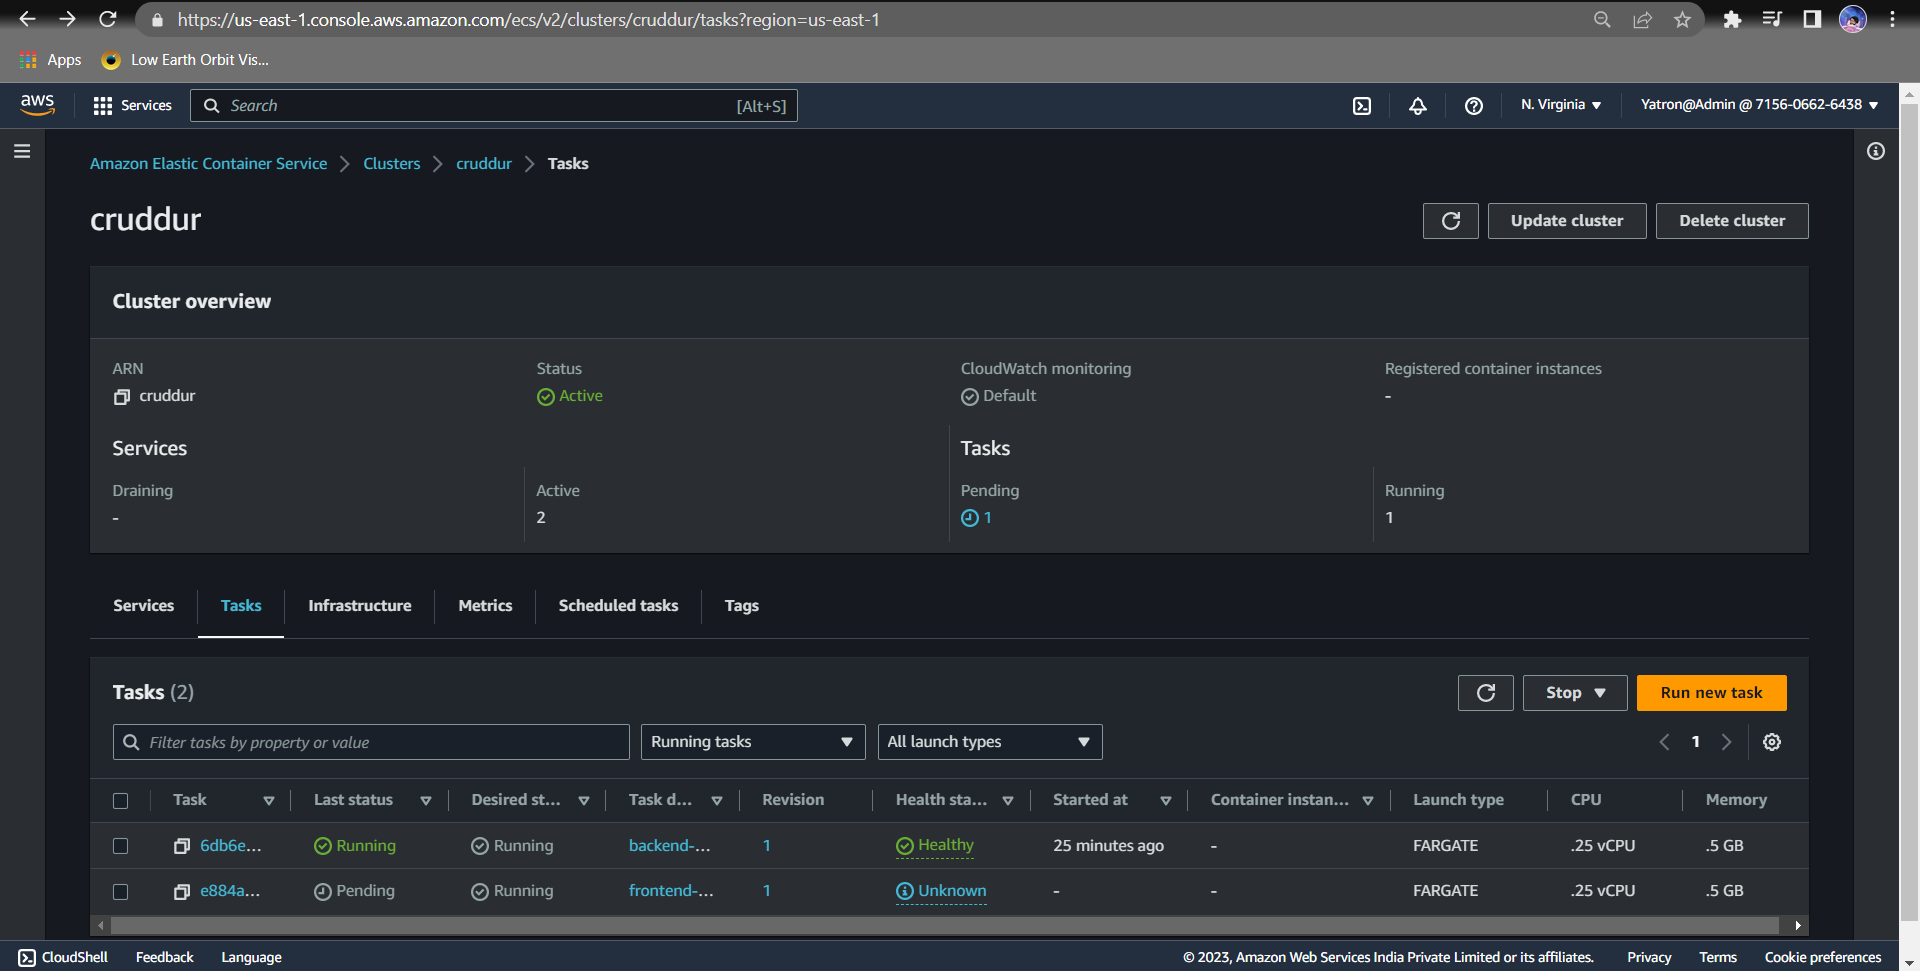 https://us-east-1.console.aws.amazon.com/ecs/v2/clusters/cruddur/tasks?region=us-east-1
Apps Low Earth Orbit Vis...
aws Services Search [Alt+S] N. Virginia ▼ Yatron@Admin @ 7156-0662-6438 ▼
Amazon Elastic Container Service > Clusters > cruddur > Tasks
cruddur Update cluster Delete cluster
Cluster overview
ARN Status CloudWatch monitoring Registered container instances
cruddur Active Default -
Services Tasks
Draining Active Pending Running
- 2 1 1
Services Tasks Infrastructure Metrics Scheduled tasks Tags
Tasks (2) Stop ▼ Run new task
Filter tasks by property or value Running tasks ▼ All launch types ▼ < 1 >
Task Last status Desired st... Task d... Revision Health sta... Started at Container instan... Launch type CPU Memory
6db6e... Running Running backend-... 1 Healthy 25 minutes ago - FARGATE .25 vCPU .5 GB
e884a... Pending Running frontend-... 1 Unknown - - FARGATE .25 vCPU .5 GB
CloudShell Feedback Language © 2023, Amazon Web Services India Private Limited or its affiliates. Privacy Terms Cookie preferences